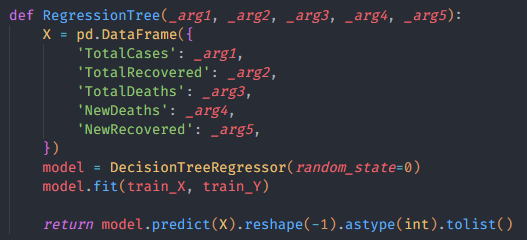 def RegressionTree(_arg1, _arg2, _arg3, _arg4, _arg5):
    X = pd.DataFrame({
        'TotalCases': _arg1,
        'TotalRecovered': _arg2,
        'TotalDeaths': _arg3,
        'NewDeaths': _arg4,
        'NewRecovered': _arg5,
    })
    model = DecisionTreeRegressor(random_state=0)
    model.fit(train_X, train_Y)
    return model.predict(X).reshape(-1).astype(int).tolist()